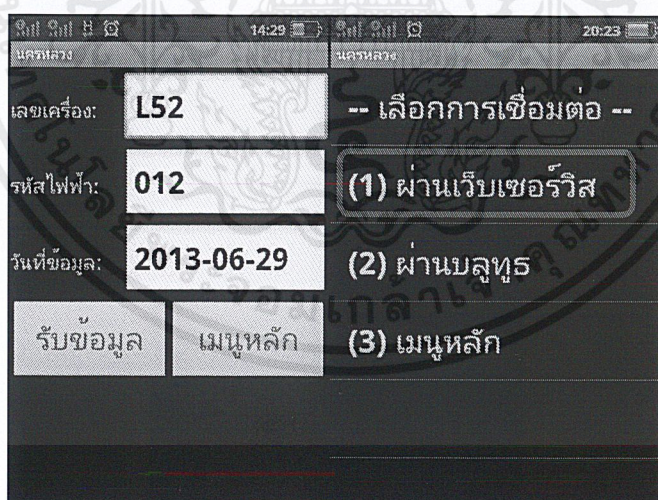 14:29
นครหลวง
เลขเครื่อง: L52
รหัสไฟฟ้า: 012
วันที่ข้อมูล: 2013-06-29
รับข้อมูล เมนูหลัก
20:23
นครหลวง
-- เลือกการเชื่อมต่อ --
(1) ผ่านเว็บเซอร์วิส
(2) ผ่านบลูทูธ
(3) เมนูหลัก